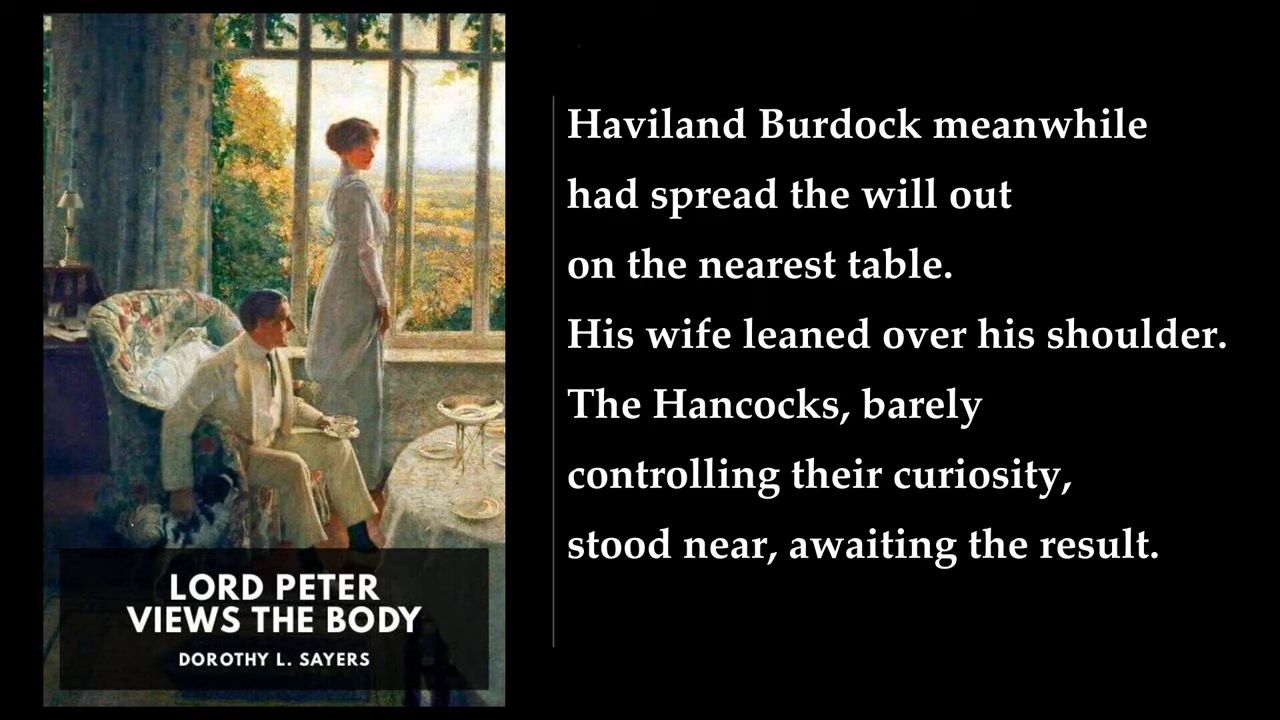 LORD PETER
VIEWS THE BODY
DOROTHY L. SAYERS
Haviland Burdock meanwhile
had spread the will out
on the nearest table.
His wife leaned over his shoulder.
The Hancocks, barely
controlling their curiosity,
stood near, awaiting the result.